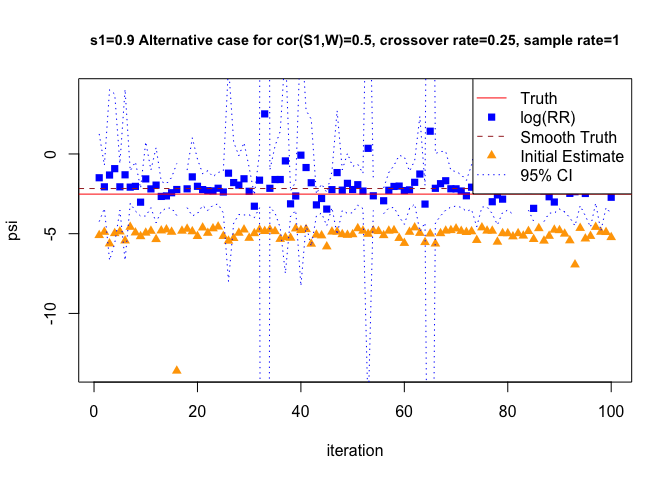 s1=0.9 Alternative case for cor(S1,W)=0.5, crossover rate=0.25, sample rate=1
Truth
log(RR)
Smooth Truth
Initial Estimate
95% CI
psi
0
-5
-10
0 20 40 60 80 100
iteration